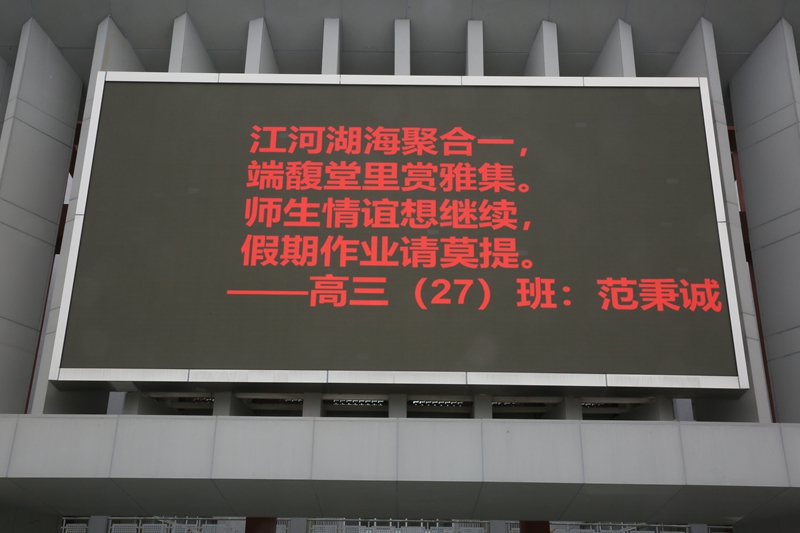 江河湖海聚合一，
端馥堂里赏雅集。
师生情谊想继续，
假期作业请莫提。
——高三（27）班：范秉诚